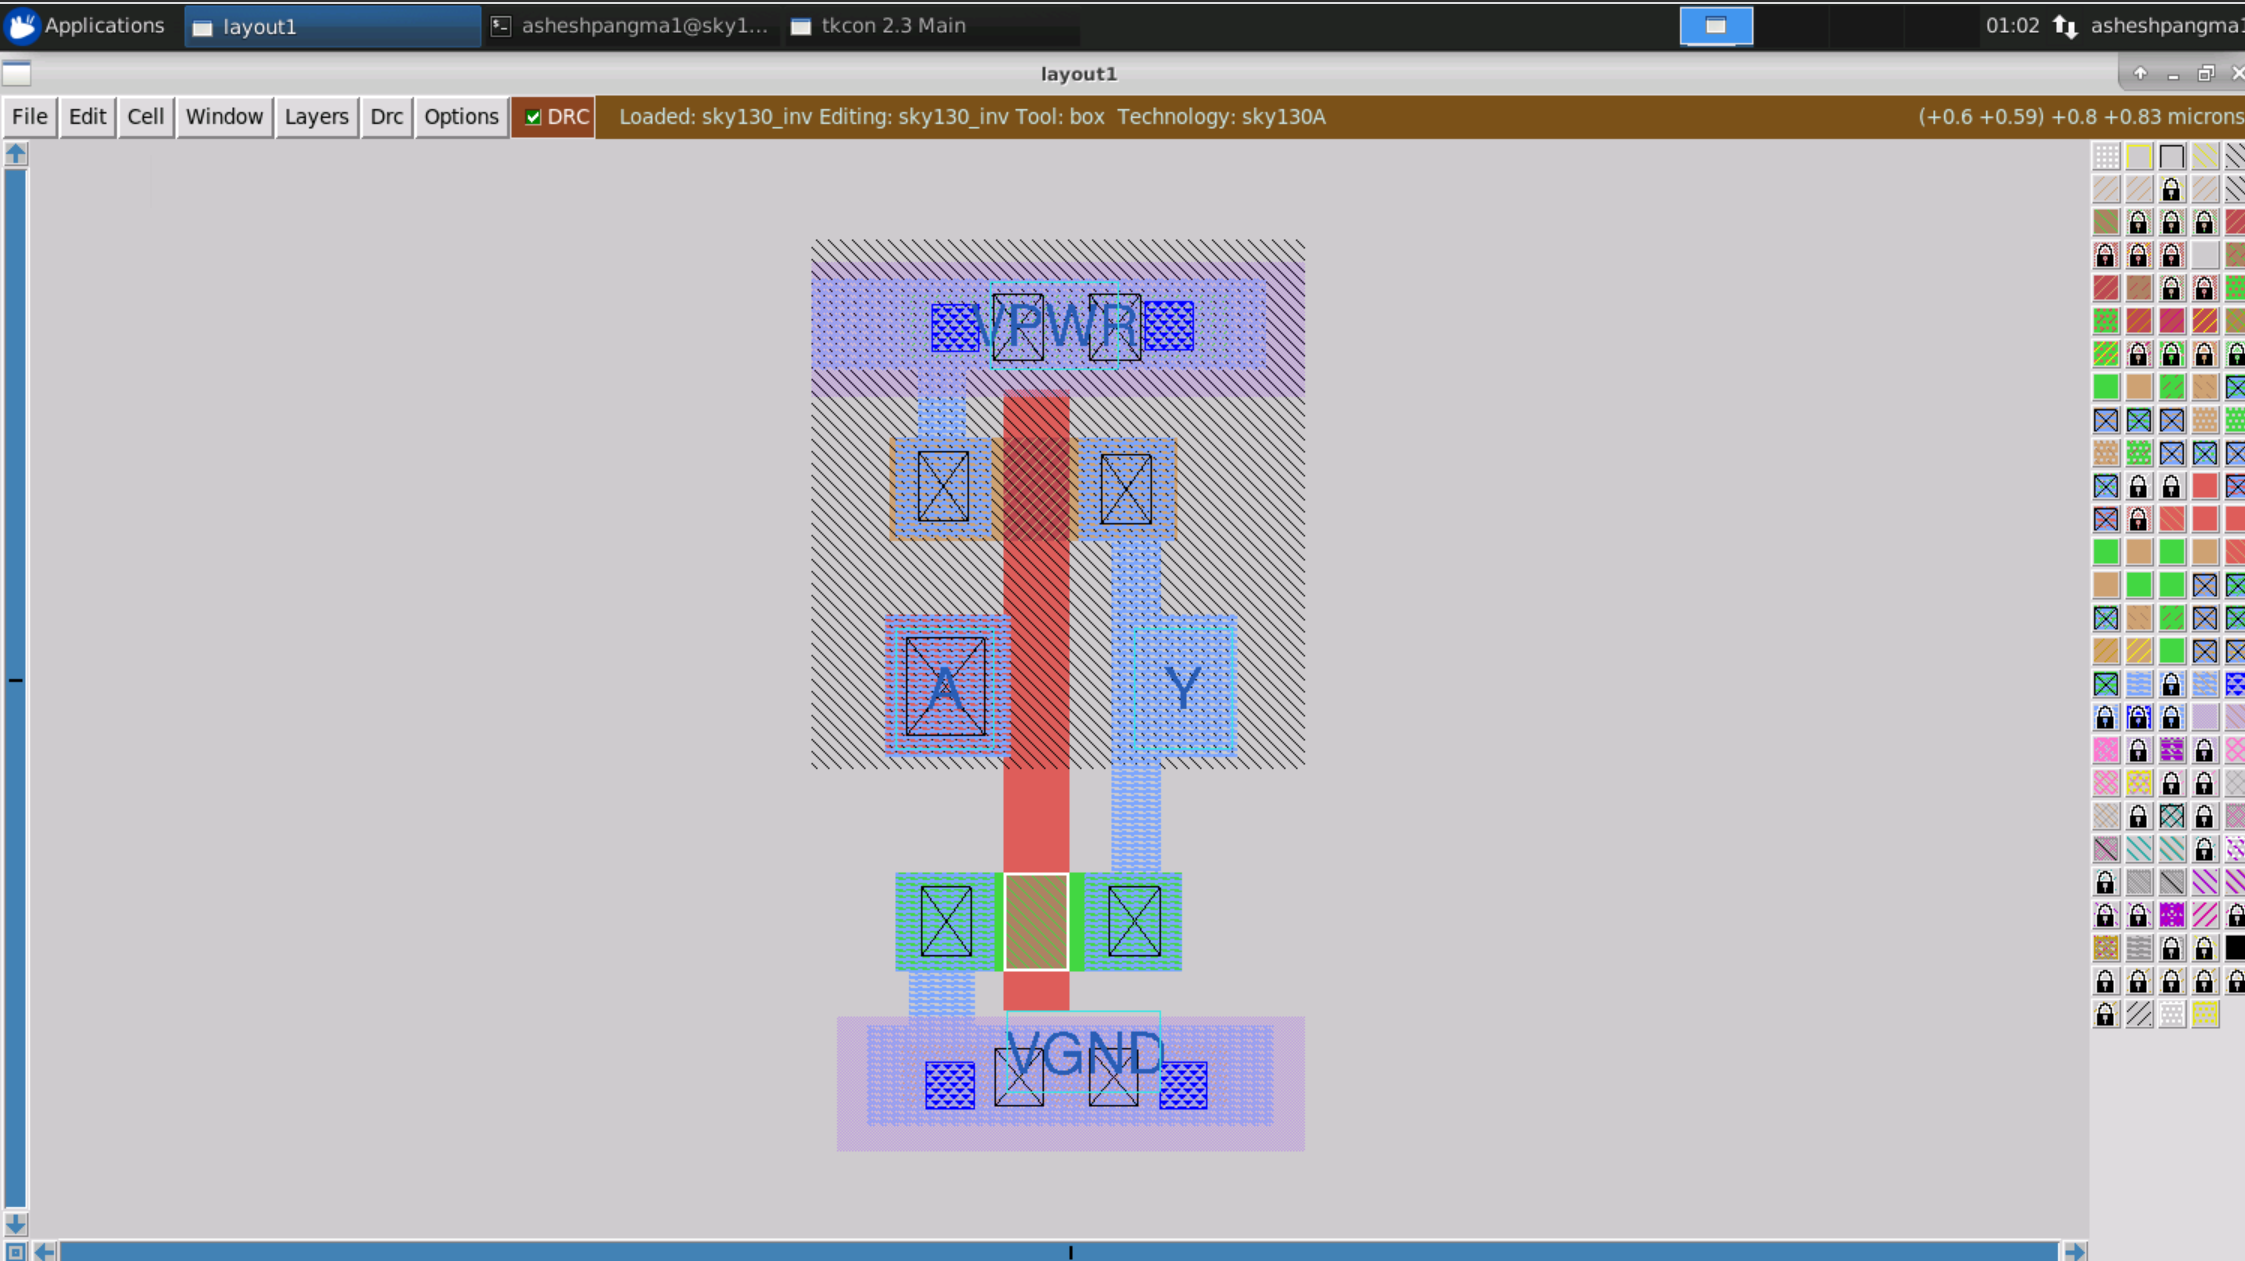 Applications layout1 asheshpangma1@sky1... tkcon 2.3 Main 01:02 asheshpangma1
layout1
File Edit Cell Window Layers Drc Options DRC Loaded: sky130_inv Editing: sky130_inv Tool: box Technology: sky130A (+0.6 +0.59) +0.8 +0.83 microns
VPWR
A Y
VGND